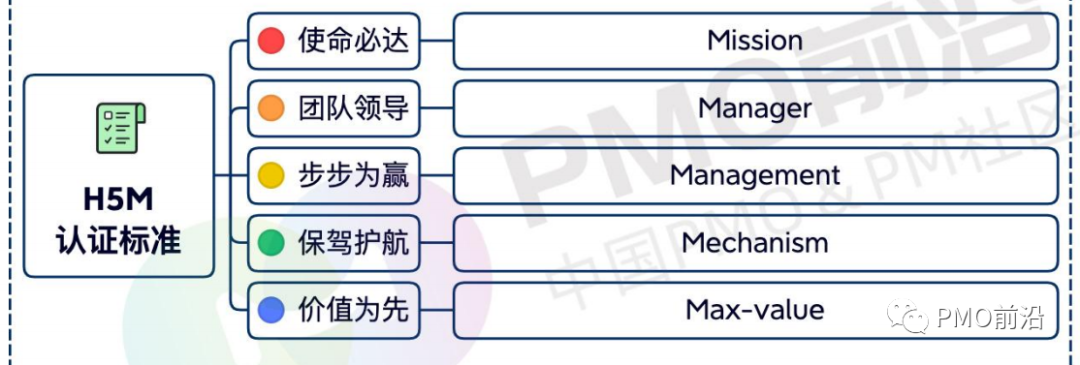 H5M
认证标准
使命必达
Mission
团队领导
Manager
步步为赢
Management
保驾护航
Mechanism
价值为先
Max-value
PMO前沿
中国PMO＆PM社区
PMO前沿